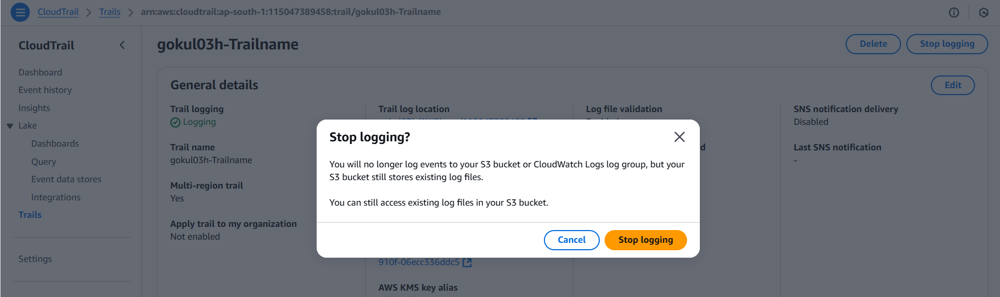 CloudTrail > Trails > arn:aws:cloudtrail:ap-south-1:115047389458:trail/gokul03h-Trailname
CloudTrail
Dashboard
Event history
Insights
Lake
Dashboards
Query
Event data stores
Integrations
Trails
Settings
gokul03h-Trailname
Delete
Stop logging
General details
Edit
Trail logging
Logging
Trail name
gokul03h-Trailname
Multi-region trail
Yes
Apply trail to my organization
Not enabled
Trail log location
910f-06ecc336ddc5
AWS KMS key alias
Log file validation
SNS notification delivery
Disabled
Last SNS notification
-
Stop logging?
You will no longer log events to your S3 bucket or CloudWatch Logs log group, but your
S3 bucket still stores existing log files.
You can still access existing log files in your S3 bucket.
Cancel
Stop logging